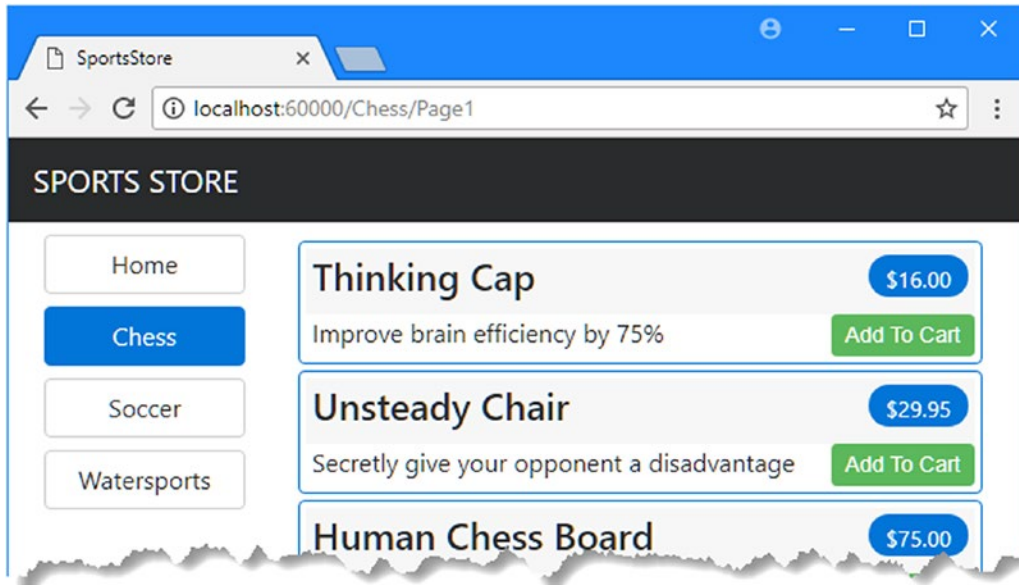 SportsStore
localhost:60000/Chess/Page1
SPORTS STORE
Home
Chess
Soccer
Watersports
Thinking Cap
$16.00
Improve brain efficiency by 75%
Add To Cart
Unsteady Chair
$29.95
Secretly give your opponent a disadvantage
Add To Cart
Human Chess Board
$75.00